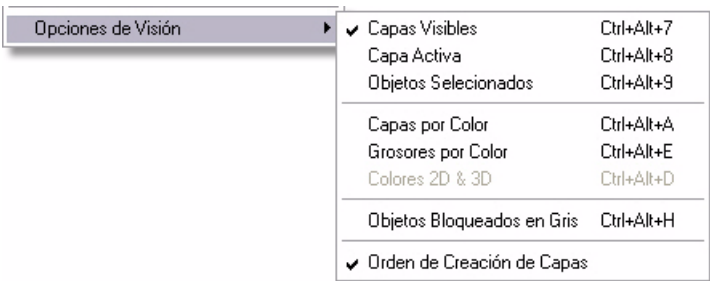 Opciones de Visión
Capas Visibles Ctrl+Alt+7
Capa Activa Ctrl+Alt+8
Objetos Selecionados Ctrl+Alt+9
Capas por Color Ctrl+Alt+A
Grosores por Color Ctrl+Alt+E
Colores 2D & 3D Ctrl+Alt+D
Objetos Bloqueados en Gris Ctrl+Alt+H
Orden de Creación de Capas